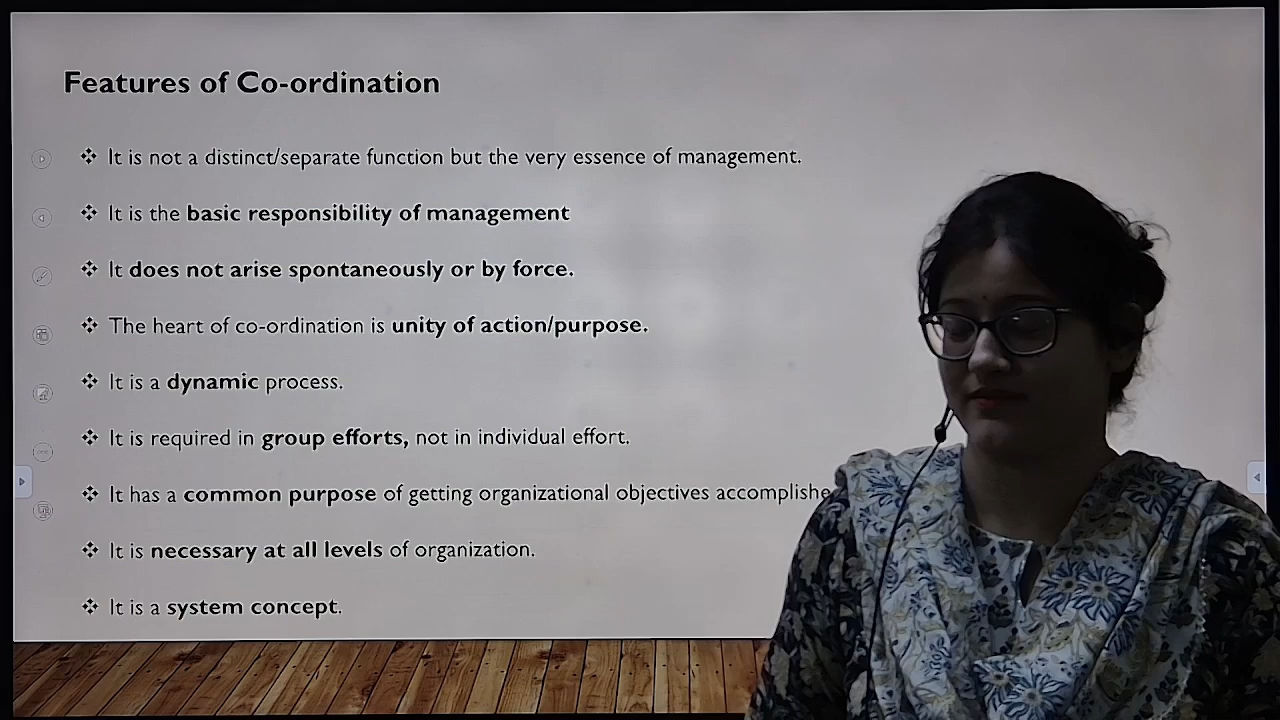 Features of Co-ordination
❖ It is not a distinct/separate function but the very essence of management.
❖ It is the basic responsibility of management
❖ It does not arise spontaneously or by force.
❖ The heart of co-ordination is unity of action/purpose.
❖ It is a dynamic process.
❖ It is required in group efforts, not in individual effort.
❖ It has a common purpose of getting organizational objectives accomplishe
❖ It is necessary at all levels of organization.
❖ It is a system concept.